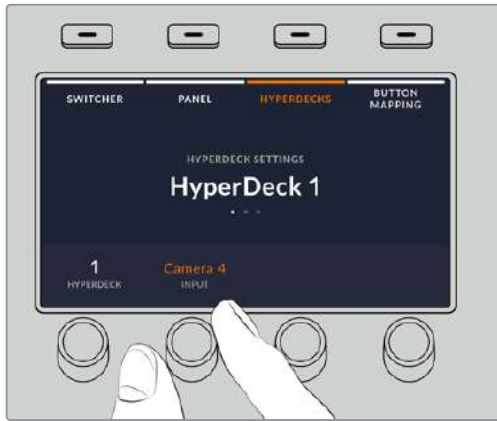 SWITCHER
PANEL
HYPERDECKS
BUTTON
MAPPING
HYPERDECK SETTINGS
HyperDeck 1
1
HYPERDECK
Camera 4
INPUT